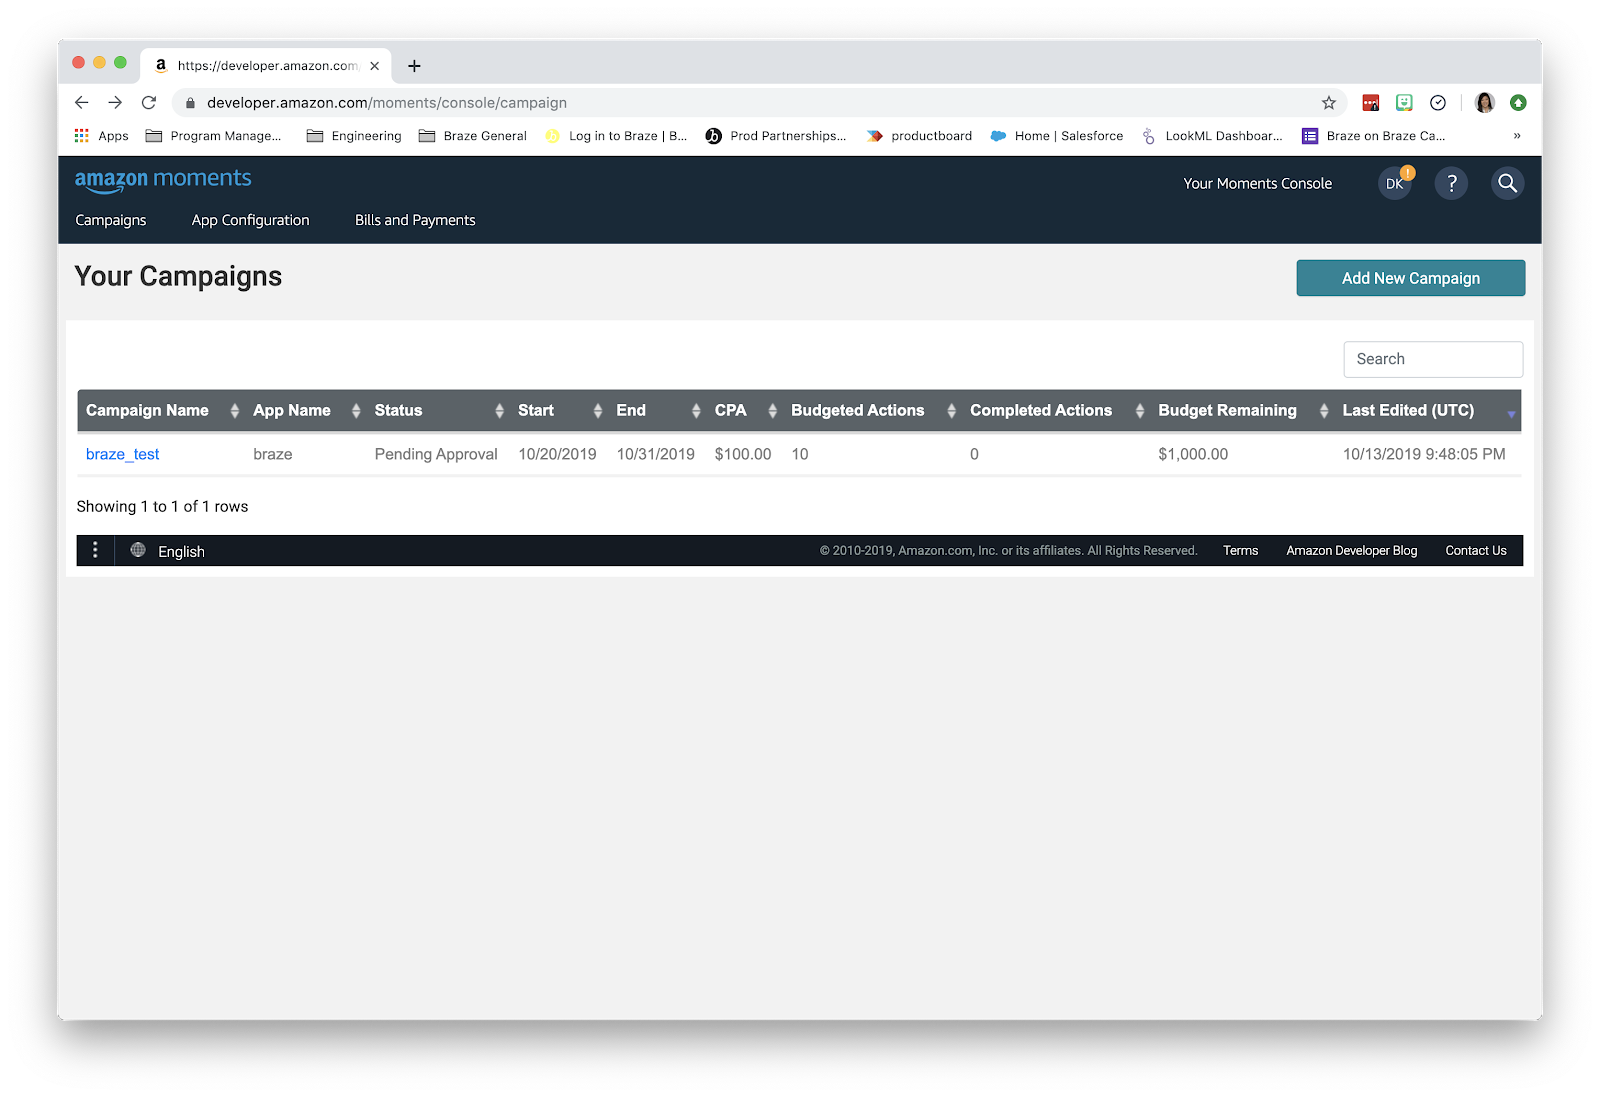 https://developer.amazon.com/
developer.amazon.com/moments/console/campaign
Apps Program Manage... Engineering Braze General Log in to Braze | B... Prod Partnerships... productboard Home | Salesforce LookML Dashboar... Braze on Braze Ca... »
amazon moments
Your Moments Console DK ! ?
Campaigns App Configuration Bills and Payments
Your Campaigns
Add New Campaign
Search
Campaign Name App Name Status Start End CPA Budgeted Actions Completed Actions Budget Remaining Last Edited (UTC)
braze_test braze Pending Approval 10/20/2019 10/31/2019 $100.00 10 0 $1,000.00 10/13/2019 9:48:05 PM
Showing 1 to 1 of 1 rows
English © 2010-2019, Amazon.com, Inc. or its affiliates. All Rights Reserved. Terms Amazon Developer Blog Contact Us